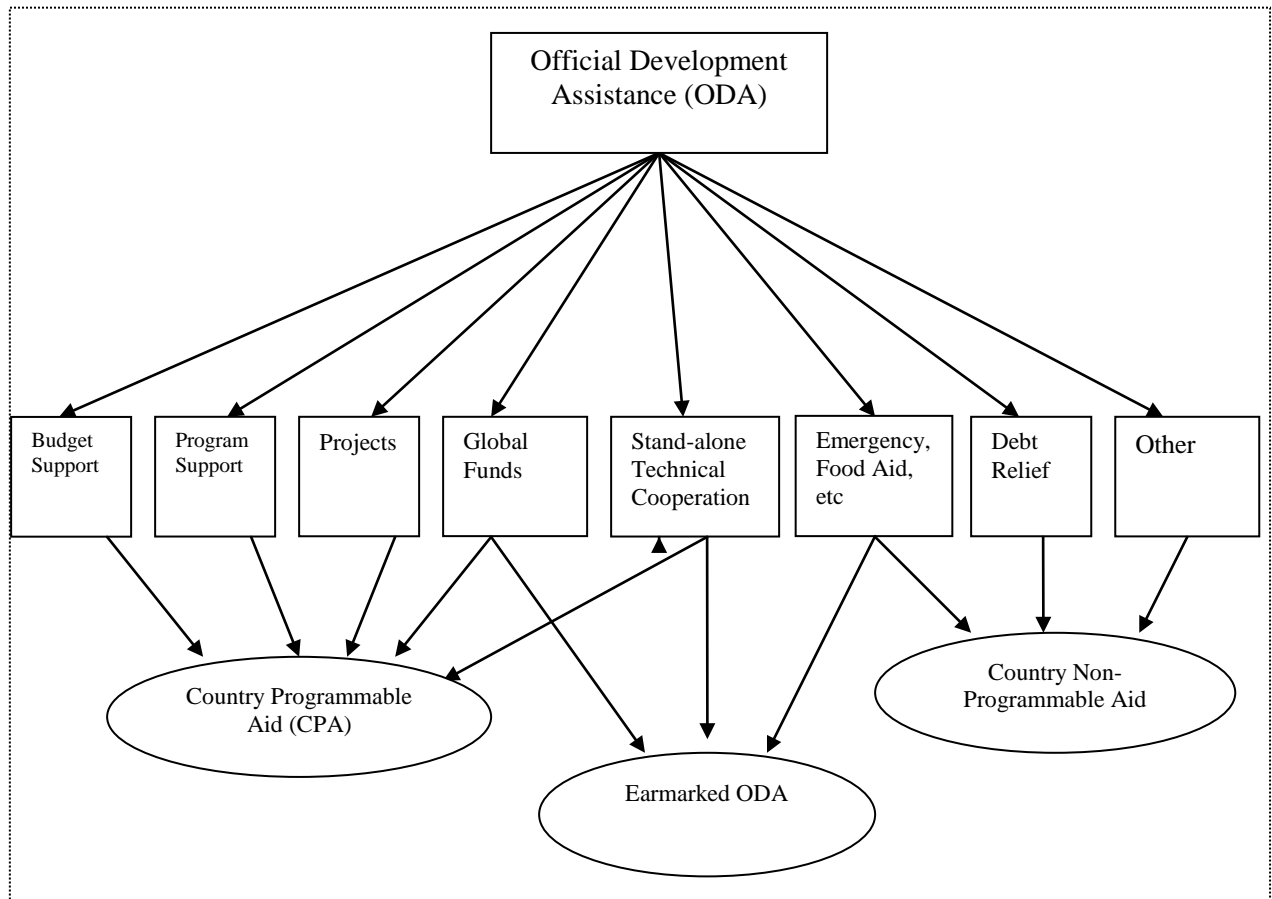 Official Development
Assistance (ODA)
Budget
Support
Program
Support
Projects
Global
Funds
Stand-alone
Technical
Cooperation
Emergency,
Food Aid,
etc
Debt
Relief
Other
Country Programmable
Aid (CPA)
Earmarked ODA
Country Non-
Programmable Aid